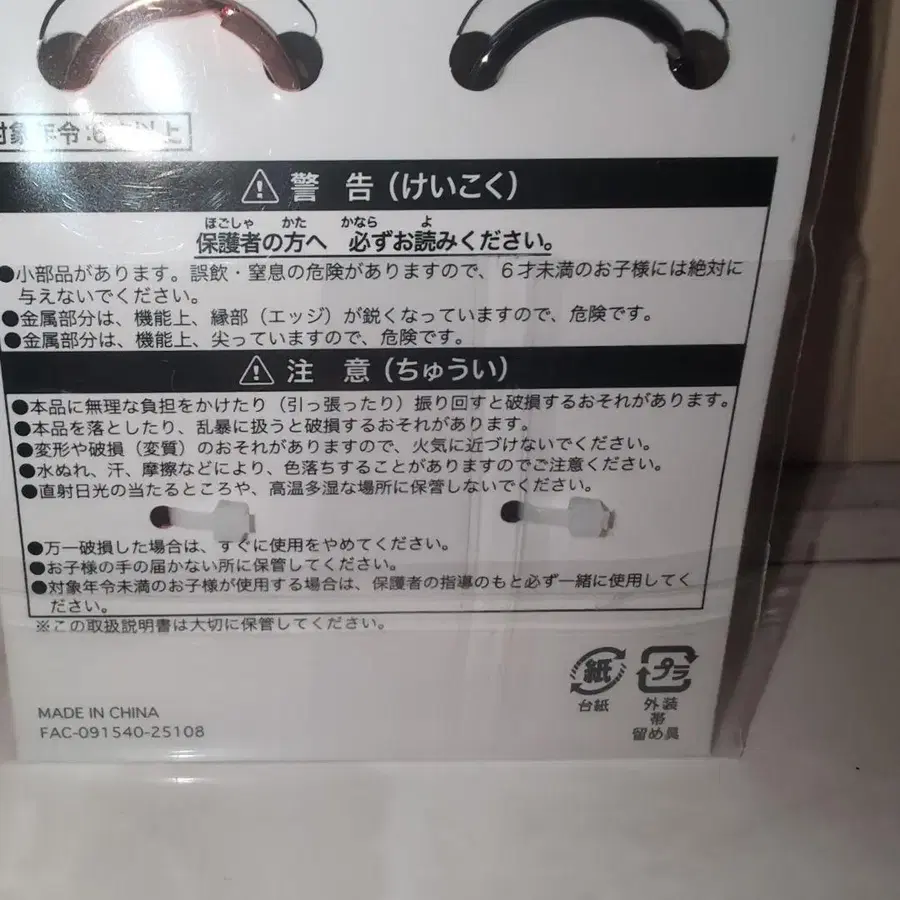 対象年令:6才以上
警 告 (けいこく)
ほごしゃ かた かなら よ
保護者の方へ 必ずお読みください。
●小部品があります。誤飲・窒息の危険がありますので、6才未満のお子様には絶対に
与えないでください。
●金属部分は、機能上、縁部(エッジ)が鋭くなっていますので、危険です。
●金属部分は、機能上、尖っていますので、危険です。
注 意 (ちゅうい)
●本品に無理な負担をかけたり(引っ張ったり)振り回すと破損するおそれがあります。
●本品を落としたり、乱暴に扱うと破損するおそれがあります。
●変形や破損(変質)のおそれがありますので、火気に近づけないでください。
●水ぬれ、汗、摩擦などにより、色落ちすることがありますのでご注意ください。
●直射日光の当たるところや、高温多湿な場所に保管しないでください。
●万一破損した場合は、すぐに使用をやめてください。
●お子様の手の届かない所に保管してください。
●対象年令未満のお子様が使用する場合は、保護者の指導のもと必ず一緒に使用してく
ださい。
※この取扱説明書は大切に保管してください。
紙 プラ
台紙 外装
帯
留め具
MADE IN CHINA
FAC-091540-25108